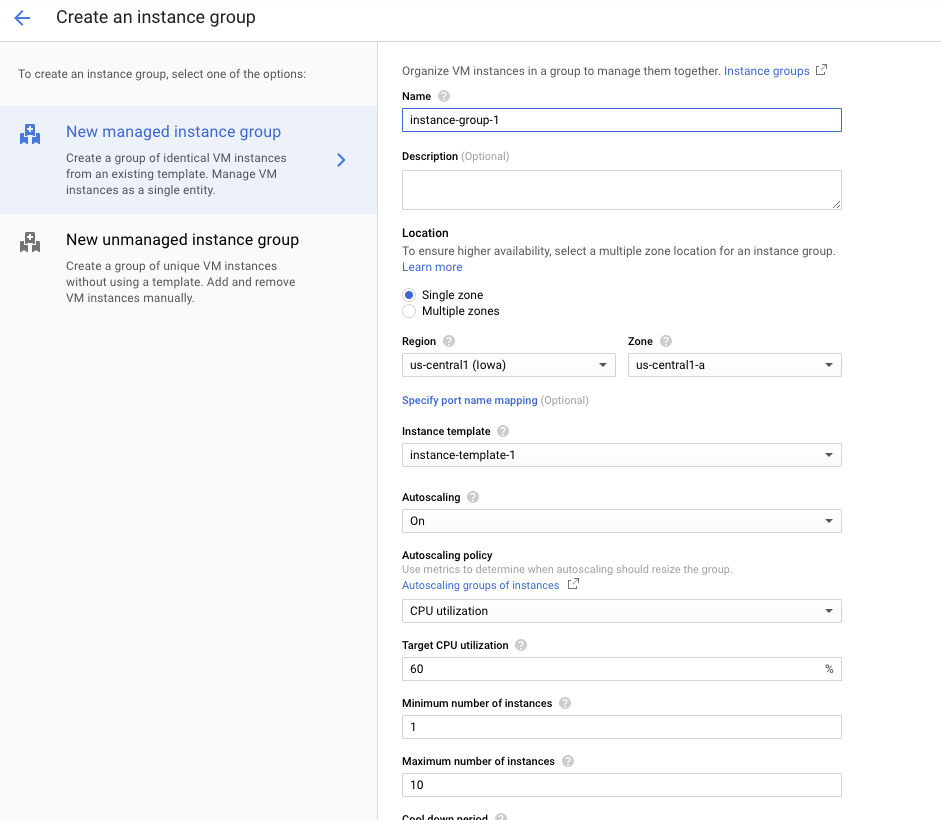 Create an instance group
To create an instance group, select one of the options:
New managed instance group
Create a group of identical VM instances
from an existing template. Manage VM
instances as a single entity.
New unmanaged instance group
Create a group of unique VM instances
without using a template. Add and remove
VM instances manually.
Organize VM instances in a group to manage them together. Instance groups
Name
instance-group-1
Description (Optional)
Location
To ensure higher availability, select a multiple zone location for an instance group.
Learn more
Single zone
Multiple zones
Region Zone
us-central1 (Iowa) us-central1-a
Specify port name mapping (Optional)
Instance template
instance-template-1
Autoscaling
On
Autoscaling policy
Use metrics to determine when autoscaling should resize the group.
Autoscaling groups of instances
CPU utilization
Target CPU utilization
60 %
Minimum number of instances
1
Maximum number of instances
10
Cool down period